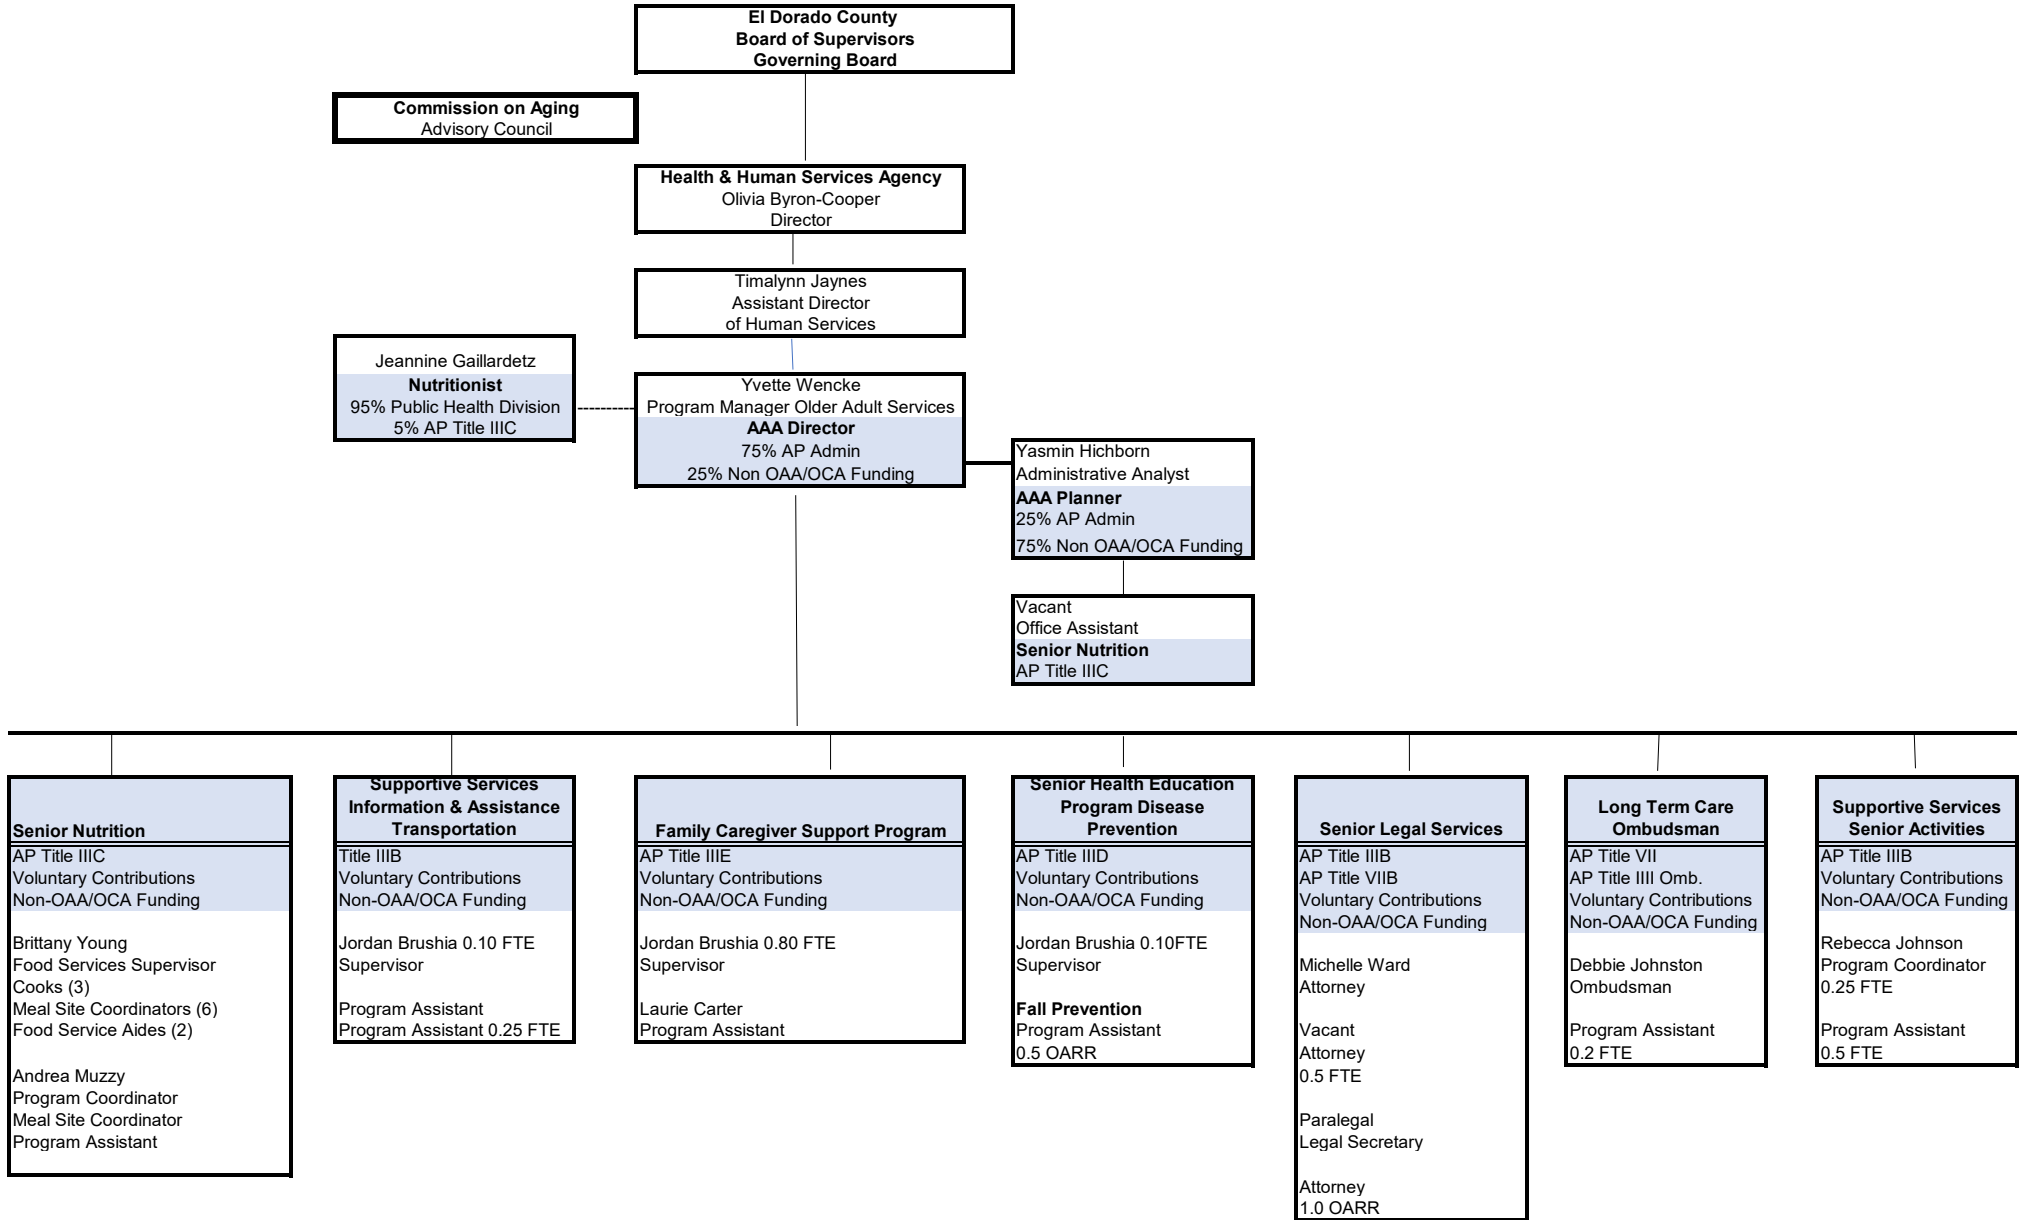 El Dorado County
Board of Supervisors
Governing Board
Commission on Aging
Advisory Council
Health & Human Services Agency
Olivia Byron-Cooper
Director
Timalynn Jaynes
Assistant Director
of Human Services
Jeannine Gaillardetz
Nutritionist
95% Public Health Division
5% AP Title IIIC
Yvette Wencke
Program Manager Older Adult Services
AAA Director
75% AP Admin
25% Non OAA/OCA Funding
Yasmin Hichborn
Administrative Analyst
AAA Planner
25% AP Admin
75% Non OAA/OCA Funding
Vacant
Office Assistant
Senior Nutrition
AP Title IIIC
Senior Nutrition
AP Title IIIC
Voluntary Contributions
Non-OAA/OCA Funding
Brittany Young
Food Services Supervisor
Cooks (3)
Meal Site Coordinators (6)
Food Service Aides (2)
Andrea Muzzy
Program Coordinator
Meal Site Coordinator
Program Assistant
Supportive Services
Information & Assistance
Transportation
Title IIIB
Voluntary Contributions
Non-OAA/OCA Funding
Jordan Brushia 0.10 FTE
Supervisor
Program Assistant
Program Assistant 0.25 FTE
Family Caregiver Support Program
AP Title IIIE
Voluntary Contributions
Non-OAA/OCA Funding
Jordan Brushia 0.80 FTE
Supervisor
Laurie Carter
Program Assistant
Senior Health Education
Program Disease
Prevention
AP Title IIID
Voluntary Contributions
Non-OAA/OCA Funding
Jordan Brushia 0.10FTE
Supervisor
Fall Prevention
Program Assistant
0.5 OARR
Senior Legal Services
AP Title IIIB
AP Title VIIB
Voluntary Contributions
Non-OAA/OCA Funding
Michelle Ward
Attorney
Vacant
Attorney
0.5 FTE
Paralegal
Legal Secretary
Attorney
1.0 OARR
Long Term Care
Ombudsman
AP Title VII
AP Title IIII Omb.
Voluntary Contributions
Non-OAA/OCA Funding
Debbie Johnston
Ombudsman
Program Assistant
0.2 FTE
Supportive Services
Senior Activities
AP Title IIIB
Voluntary Contributions
Non-OAA/OCA Funding
Rebecca Johnson
Program Coordinator
0.25 FTE
Program Assistant
0.5 FTE